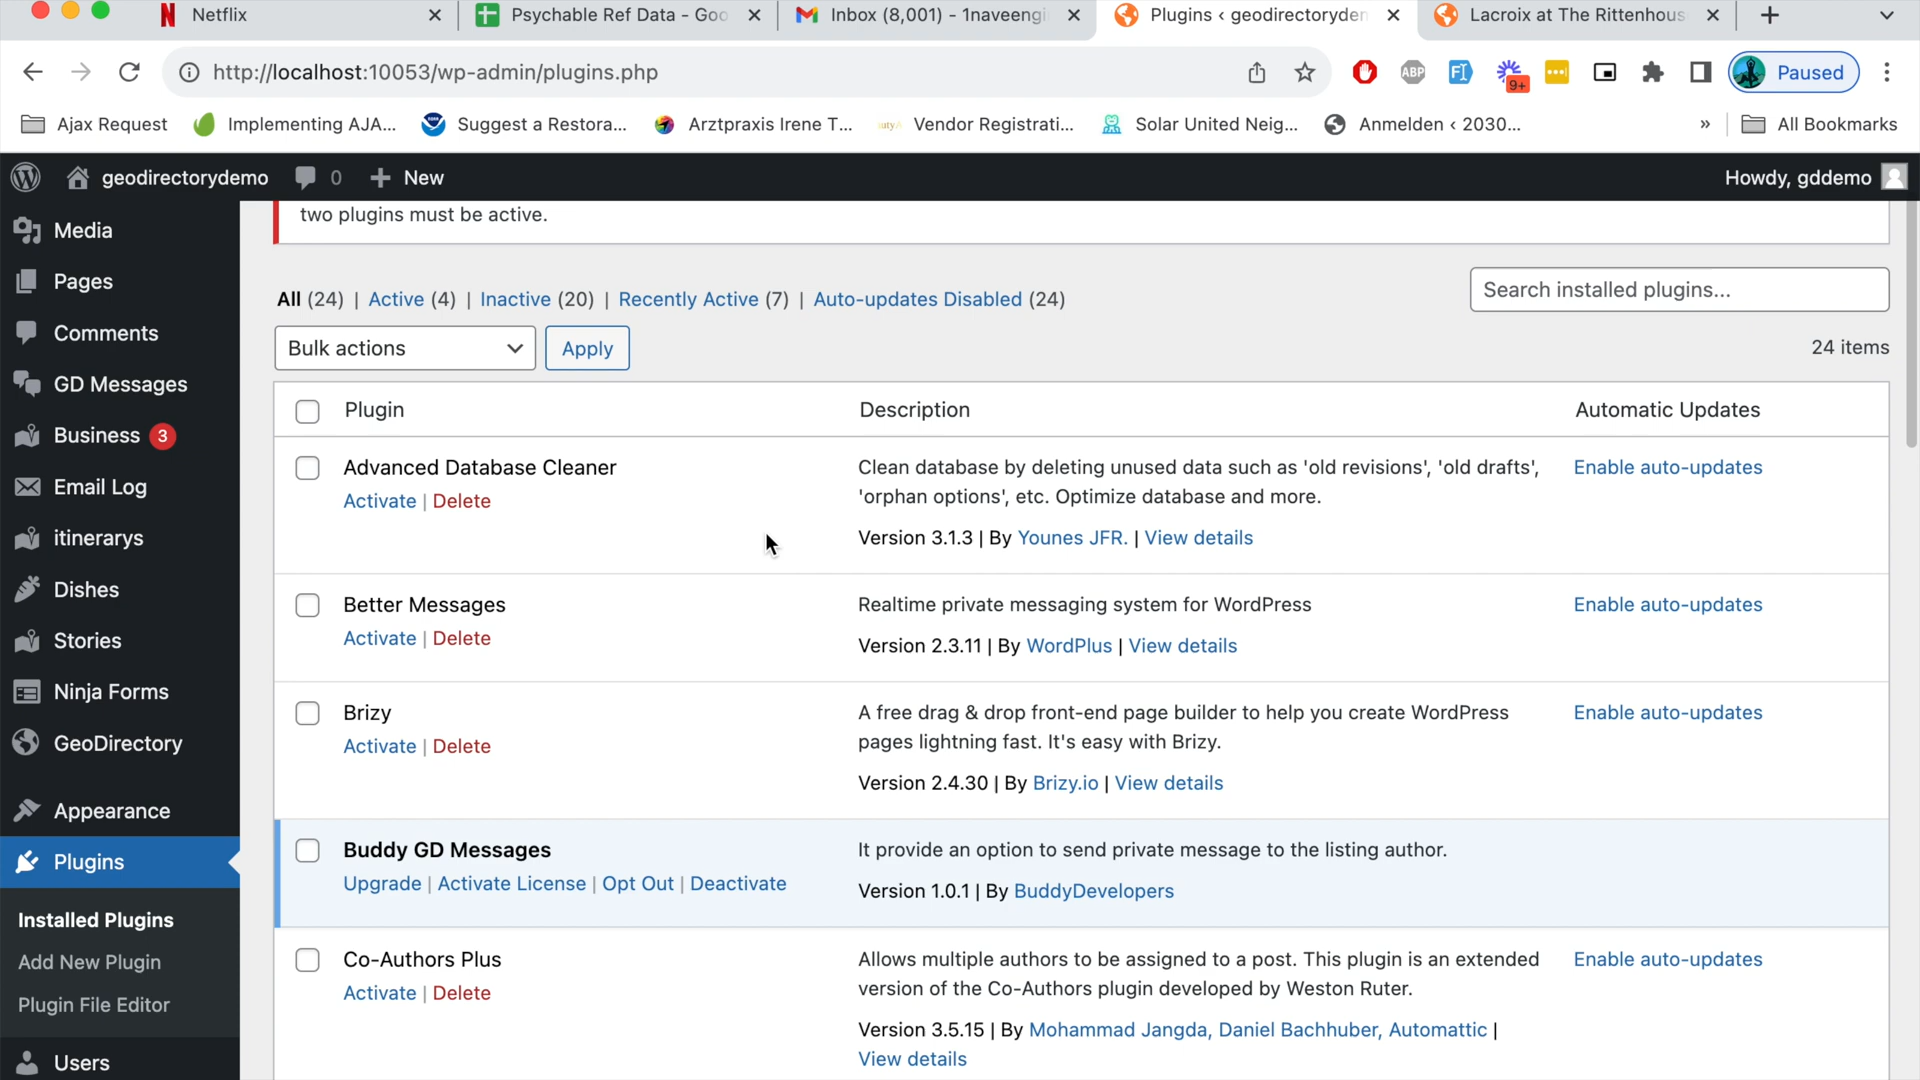 Netflix
Psychable Ref Data - Goo
Inbox (8,001) - 1naveengi
Plugins ‹ geodirectorydem
Lacroix at The Rittenhous
http://localhost:10053/wp-admin/plugins.php
ABP
9+
Paused
Ajax Request
Implementing AJA...
Suggest a Restora...
Arztpraxis Irene T...
Vendor Registrati...
Solar United Neig...
Anmelden ‹ 2030...
»
All Bookmarks
geodirectorydemo
0
New
Howdy, gddemo
Media
Pages
Comments
GD Messages
Business 3
Email Log
itinerarys
Dishes
Stories
Ninja Forms
GeoDirectory
Appearance
Plugins
Installed Plugins
Add New Plugin
Plugin File Editor
Users
two plugins must be active.
All (24) | Active (4) | Inactive (20) | Recently Active (7) | Auto-updates Disabled (24)
Search installed plugins...
Bulk actions
Apply
24 items
Plugin
Description
Automatic Updates
Advanced Database Cleaner
Activate | Delete
Clean database by deleting unused data such as 'old revisions', 'old drafts',
'orphan options', etc. Optimize database and more.
Version 3.1.3 | By Younes JFR. | View details
Enable auto-updates
Better Messages
Activate | Delete
Realtime private messaging system for WordPress
Version 2.3.11 | By WordPlus | View details
Enable auto-updates
Brizy
Activate | Delete
A free drag & drop front-end page builder to help you create WordPress
pages lightning fast. It's easy with Brizy.
Version 2.4.30 | By Brizy.io | View details
Enable auto-updates
Buddy GD Messages
Upgrade | Activate License | Opt Out | Deactivate
It provide an option to send private message to the listing author.
Version 1.0.1 | By BuddyDevelopers
Co-Authors Plus
Activate | Delete
Allows multiple authors to be assigned to a post. This plugin is an extended
version of the Co-Authors plugin developed by Weston Ruter.
Version 3.5.15 | By Mohammad Jangda, Daniel Bachhuber, Automattic |
View details
Enable auto-updates